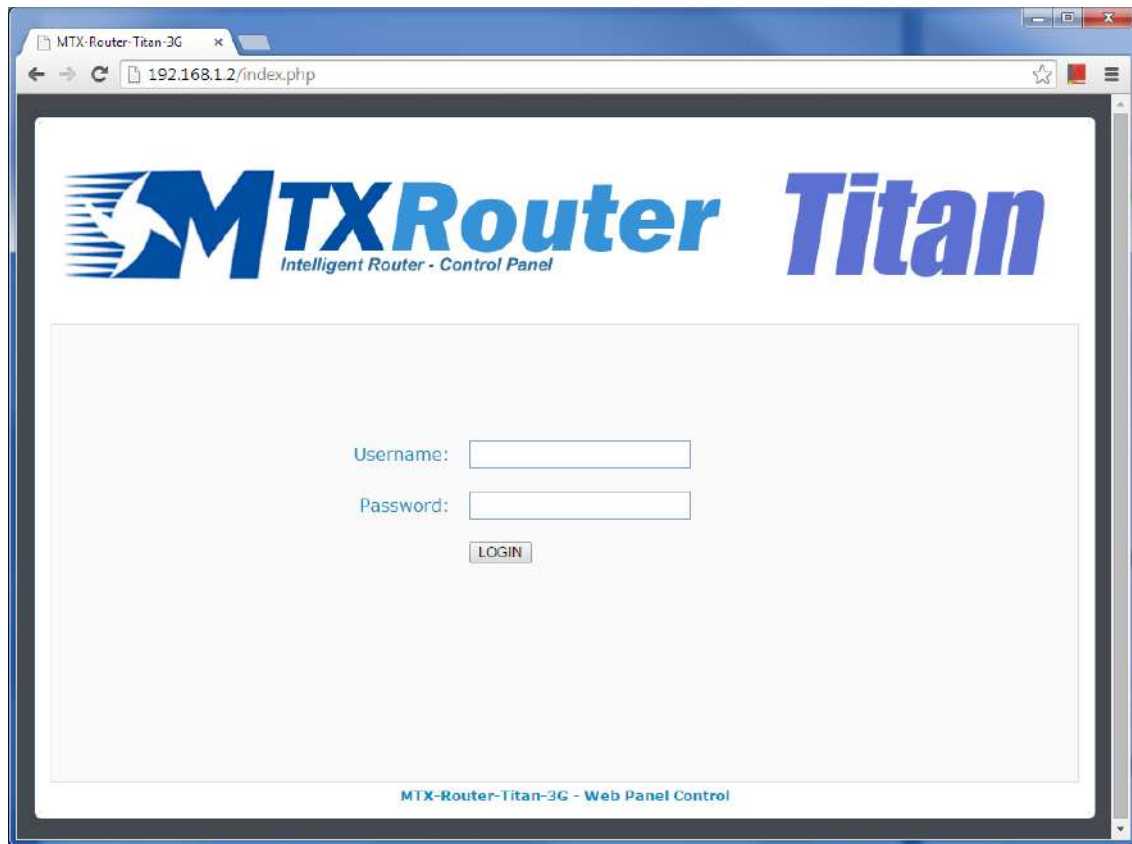 MTX-Router-Titan-3G
192.168.1.2/index.php
MTXRouter Titan
Intelligent Router - Control Panel
Username:
Password:
LOGIN
MTX-Router-Titan-3G - Web Panel Control